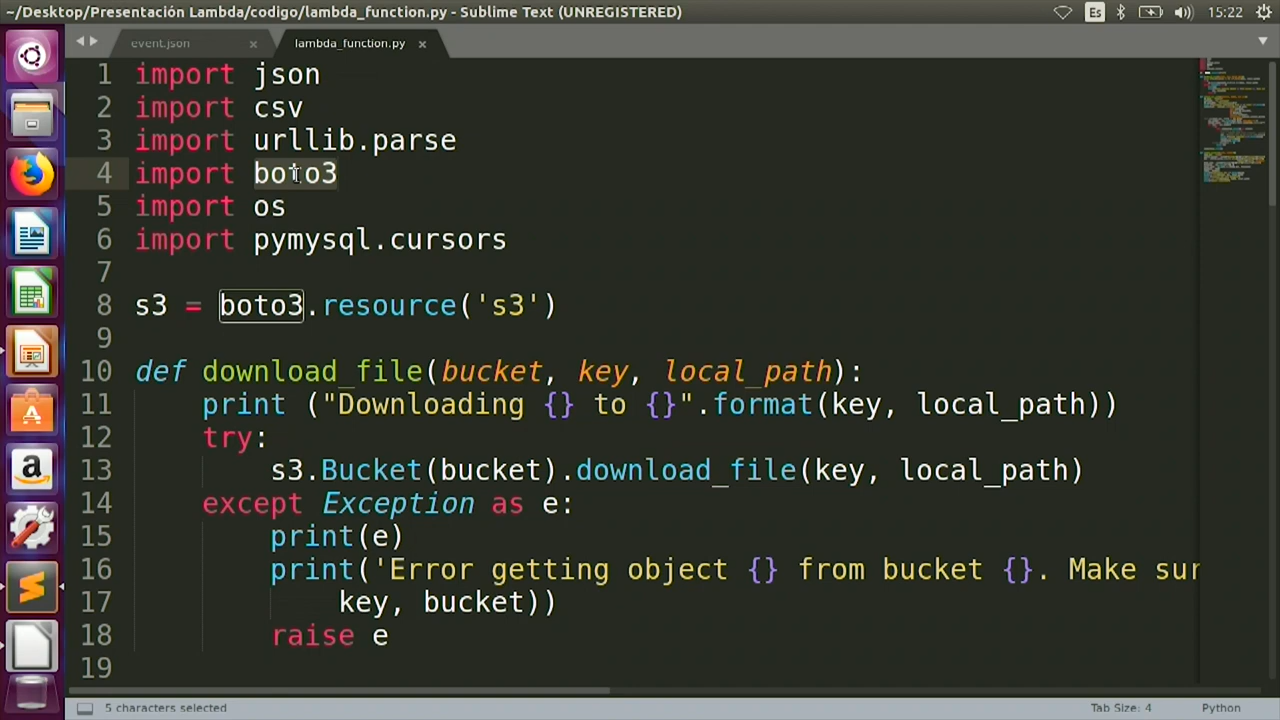 ~/Desktop/Presentación Lambda/codigo/lambda_function.py - Sublime Text (UNREGISTERED)
Es
15:22
event.json
lambda_function.py
1 import json
2 import csv
3 import urllib.parse
4 import boto3
5 import os
6 import pymysql.cursors
7
8 s3 = boto3.resource('s3')
9
10 def download_file(bucket, key, local_path):
11 print ("Downloading {} to {}".format(key, local_path))
12 try:
13 s3.Bucket(bucket).download_file(key, local_path)
14 except Exception as e:
15 print(e)
16 print('Error getting object {} from bucket {}. Make sur
17 key, bucket))
18 raise e
19
5 characters selected
Tab Size: 4
Python